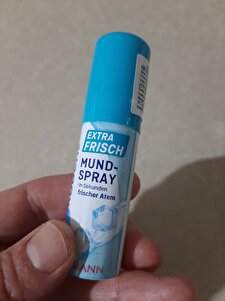 EXTRA
FRISCH
MUND-
SPRAY
in Sekunden
frischer Atem